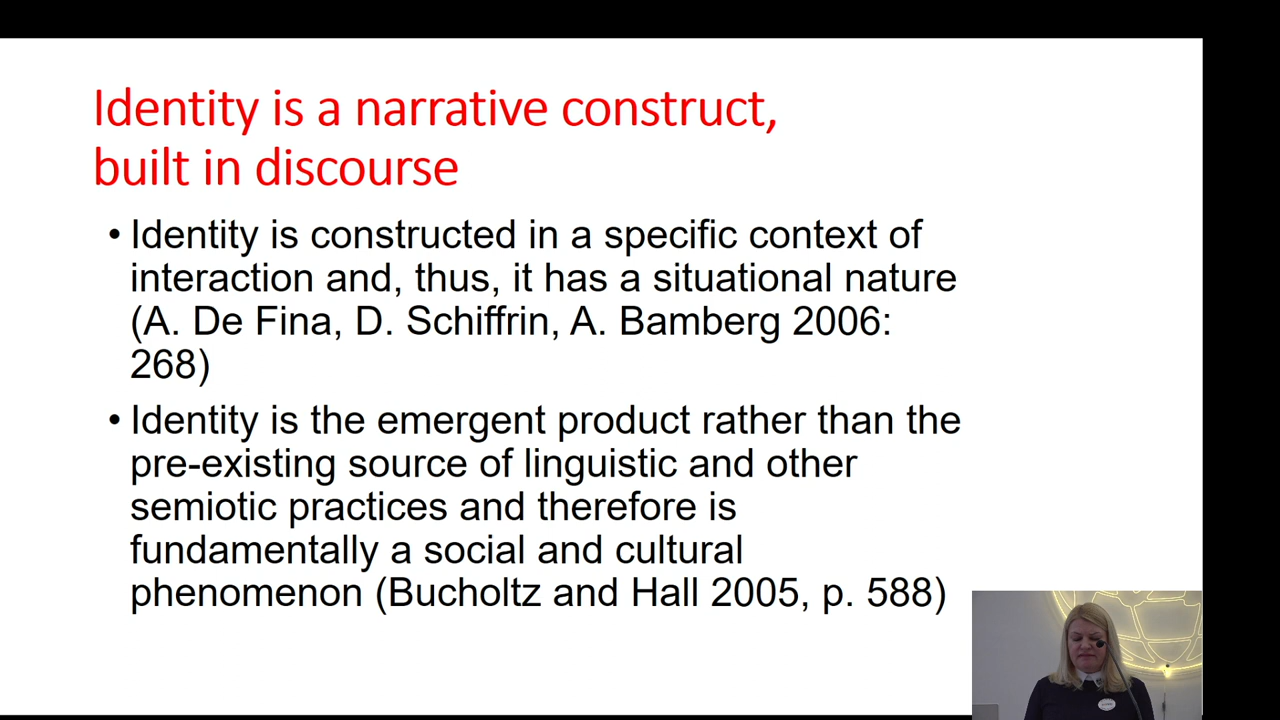 Identity is a narrative construct,
built in discourse
• Identity is constructed in a specific context of
interaction and, thus, it has a situational nature
(A. De Fina, D. Schiffrin, A. Bamberg 2006:
268)
• Identity is the emergent product rather than the
pre-existing source of linguistic and other
semiotic practices and therefore is
fundamentally a social and cultural
phenomenon (Bucholtz and Hall 2005, p. 588)